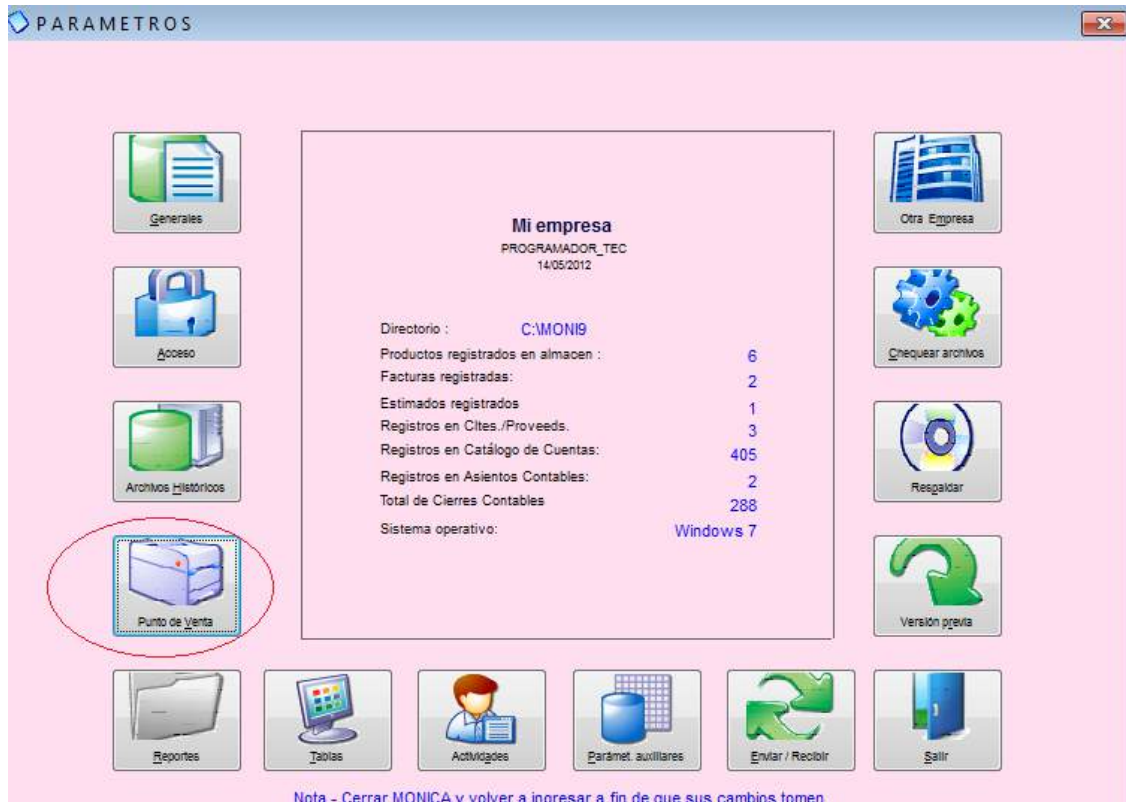 PARAMETROS
Generales
Acceso
Archivos Históricos
Punto de Venta
Mi empresa
PROGRAMADOR_TEC
14/05/2012
Directorio : C:\MONI9
Productos registrados en almacen : 6
Facturas registradas: 2
Estimados registrados 1
Registros en Cltes./Proveeds. 3
Registros en Catálogo de Cuentas: 405
Registros en Asientos Contables: 2
Total de Cierres Contables 288
Sistema operativo: Windows 7
Otra Empresa
Chequear archivos
Respaldar
Versión previa
Reportes
Tablas
Actividades
Parámet. auxiliares
Enviar / Recibir
Salir
Nota - Cerrar MONICA y volver a ingresar a fin de que sus cambios tomen